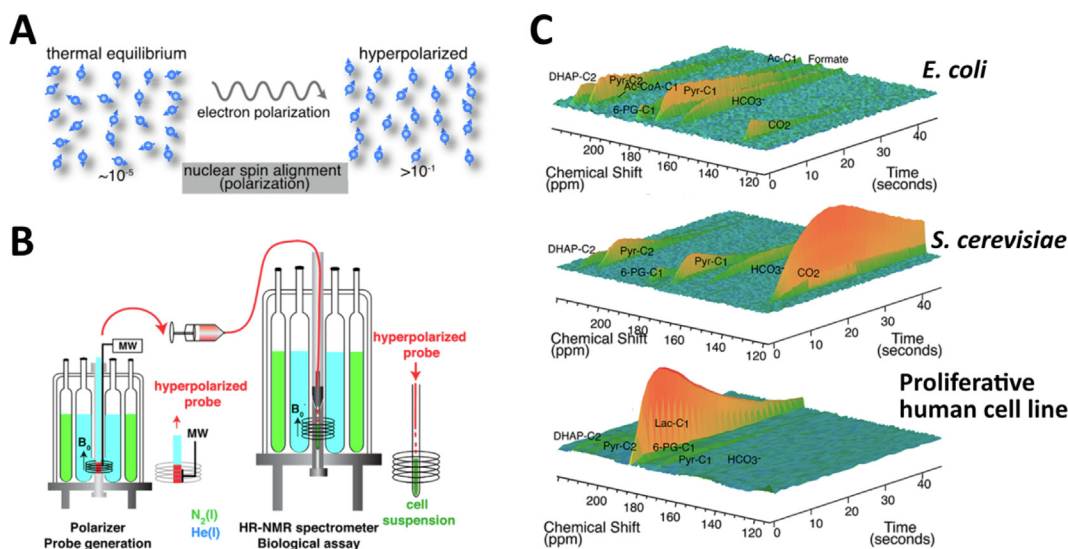 A
thermal equilibrium
hyperpolarized
electron polarization
nuclear spin alignment
(polarization)
~10⁻⁵
>10⁻¹
B
MW
hyperpolarized
probe
MW
B₀
B₀
hyperpolarized
probe
cell
suspension
N₂(l)
He(l)
Polarizer
Probe generation
HR-NMR spectrometer
Biological assay
C
E. coli
DHAP-C2
Pyr-C2
Ac-CoA-C1
6-PG-C1
Pyr-C1
Ac-C1
Formate
HCO3⁻
CO2
Chemical Shift
(ppm)
200
180
160
140
120
0
10
20
30
40
Time
(seconds)
S. cerevisiae
DHAP-C2
Pyr-C2
6-PG-C1
Pyr-C1
HCO3⁻
CO2
Chemical Shift
(ppm)
200
180
160
140
120
0
10
20
30
40
Time
(seconds)
Proliferative
human cell line
DHAP-C2
Pyr-C2
Lac-C1
6-PG-C1
Pyr-C1
HCO3⁻
Chemical Shift
(ppm)
200
180
160
140
120
0
10
20
30
40
Time
(seconds)